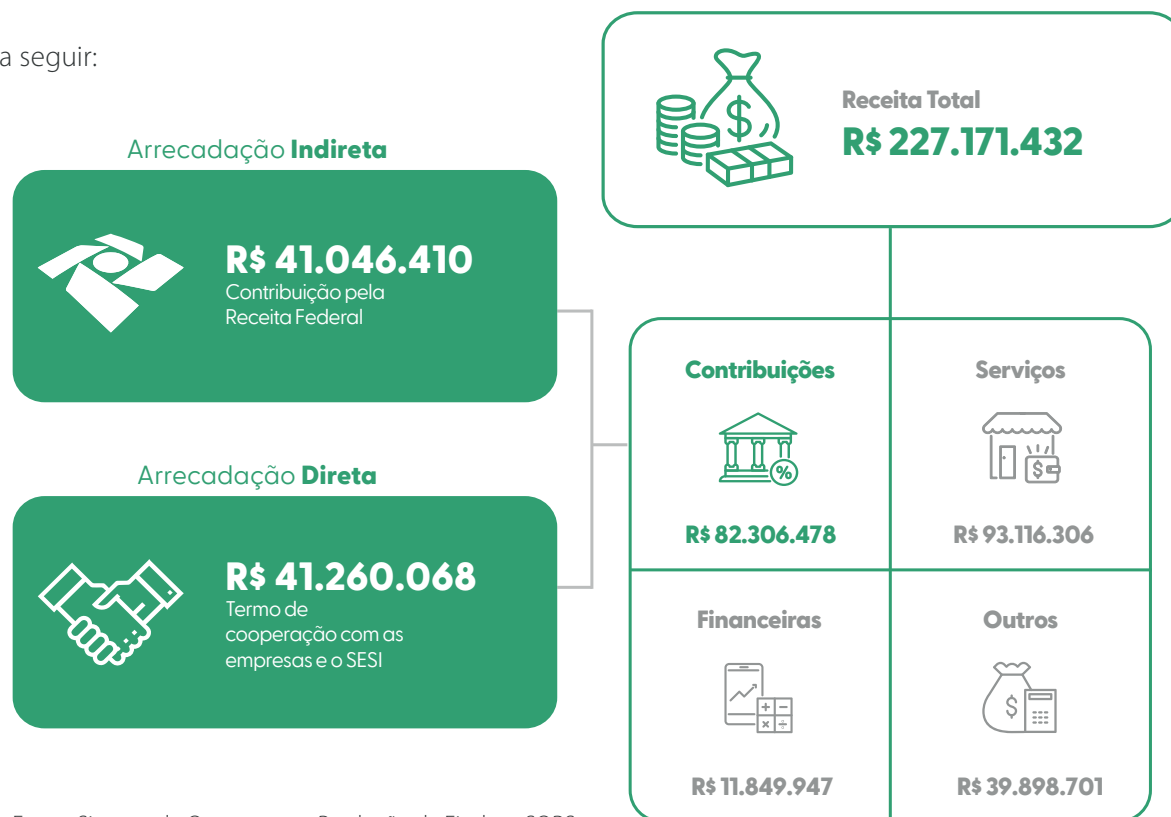 a seguir:
Receita Total
R$ 227.171.432
Arrecadação Indireta
R$ 41.046.410
Contribuição pela
Receita Federal
Arrecadação Direta
R$ 41.260.068
Termo de
cooperação com as
empresas e o SESI
Contribuições
%
R$ 82.306.478
Serviços
$
R$ 93.116.306
Financeiras
R$ 11.849.947
Outros
$
R$ 39.898.701